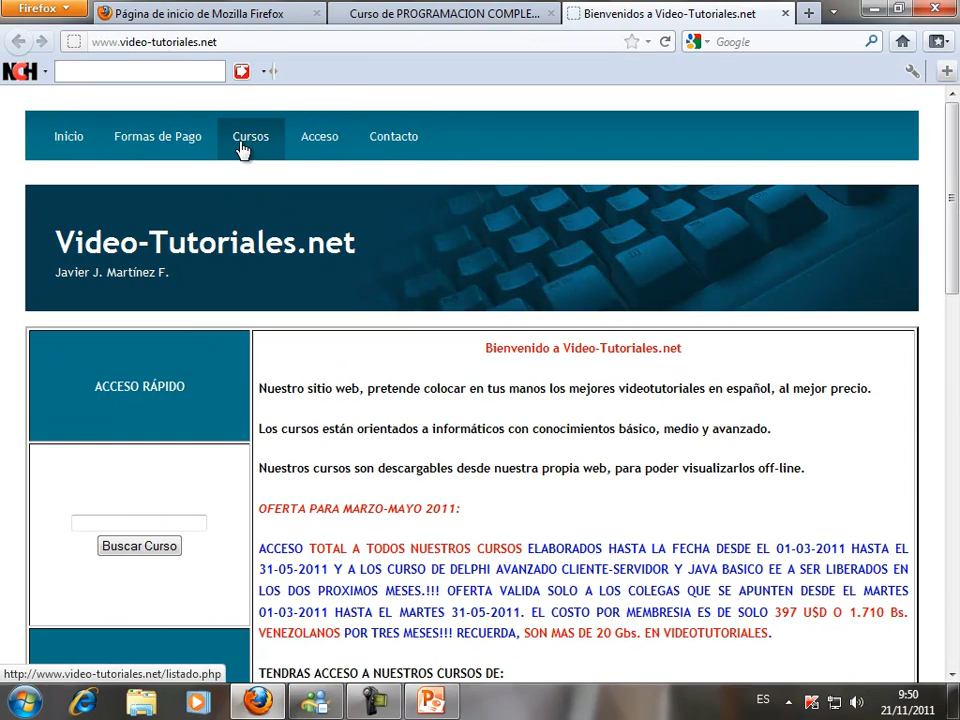 Firefox
Página de inicio de Mozilla Firefox
Curso de PROGRAMACION COMPLE...
Bienvenidos a Video-Tutoriales.net
www.video-tutoriales.net
Google
NCH
Inicio
Formas de Pago
Cursos
Acceso
Contacto
Video-Tutoriales.net
Javier J. Martínez F.
ACCESO RÁPIDO
Buscar Curso
Bienvenido a Video-Tutoriales.net
Nuestro sitio web, pretende colocar en tus manos los mejores videotutoriales en español, al mejor precio.
Los cursos están orientados a informáticos con conocimientos básico, medio y avanzado.
Nuestros cursos son descargables desde nuestra propia web, para poder visualizarlos off-line.
OFERTA PARA MARZO-MAYO 2011:
ACCESO TOTAL A TODOS NUESTROS CURSOS ELABORADOS HASTA LA FECHA DESDE EL 01-03-2011 HASTA EL
31-05-2011 Y A LOS CURSO DE DELPHI AVANZADO CLIENTE-SERVIDOR Y JAVA BASICO EE A SER LIBERADOS EN
LOS DOS PROXIMOS MESES.!!! OFERTA VALIDA SOLO A LOS COLEGAS QUE SE APUNTEN DESDE EL MARTES
01-03-2011 HASTA EL MARTES 31-05-2011. EL COSTO POR MEMBRESIA ES DE SOLO 397 U$D O 1.710 Bs.
VENEZOLANOS POR TRES MESES!!! RECUERDA, SON MAS DE 20 Gbs. EN VIDEOTUTORIALES.
TENDRAS ACCESO A NUESTROS CURSOS DE:
http://www.video-tutoriales.net/listado.php
ES
9:50
21/11/2011